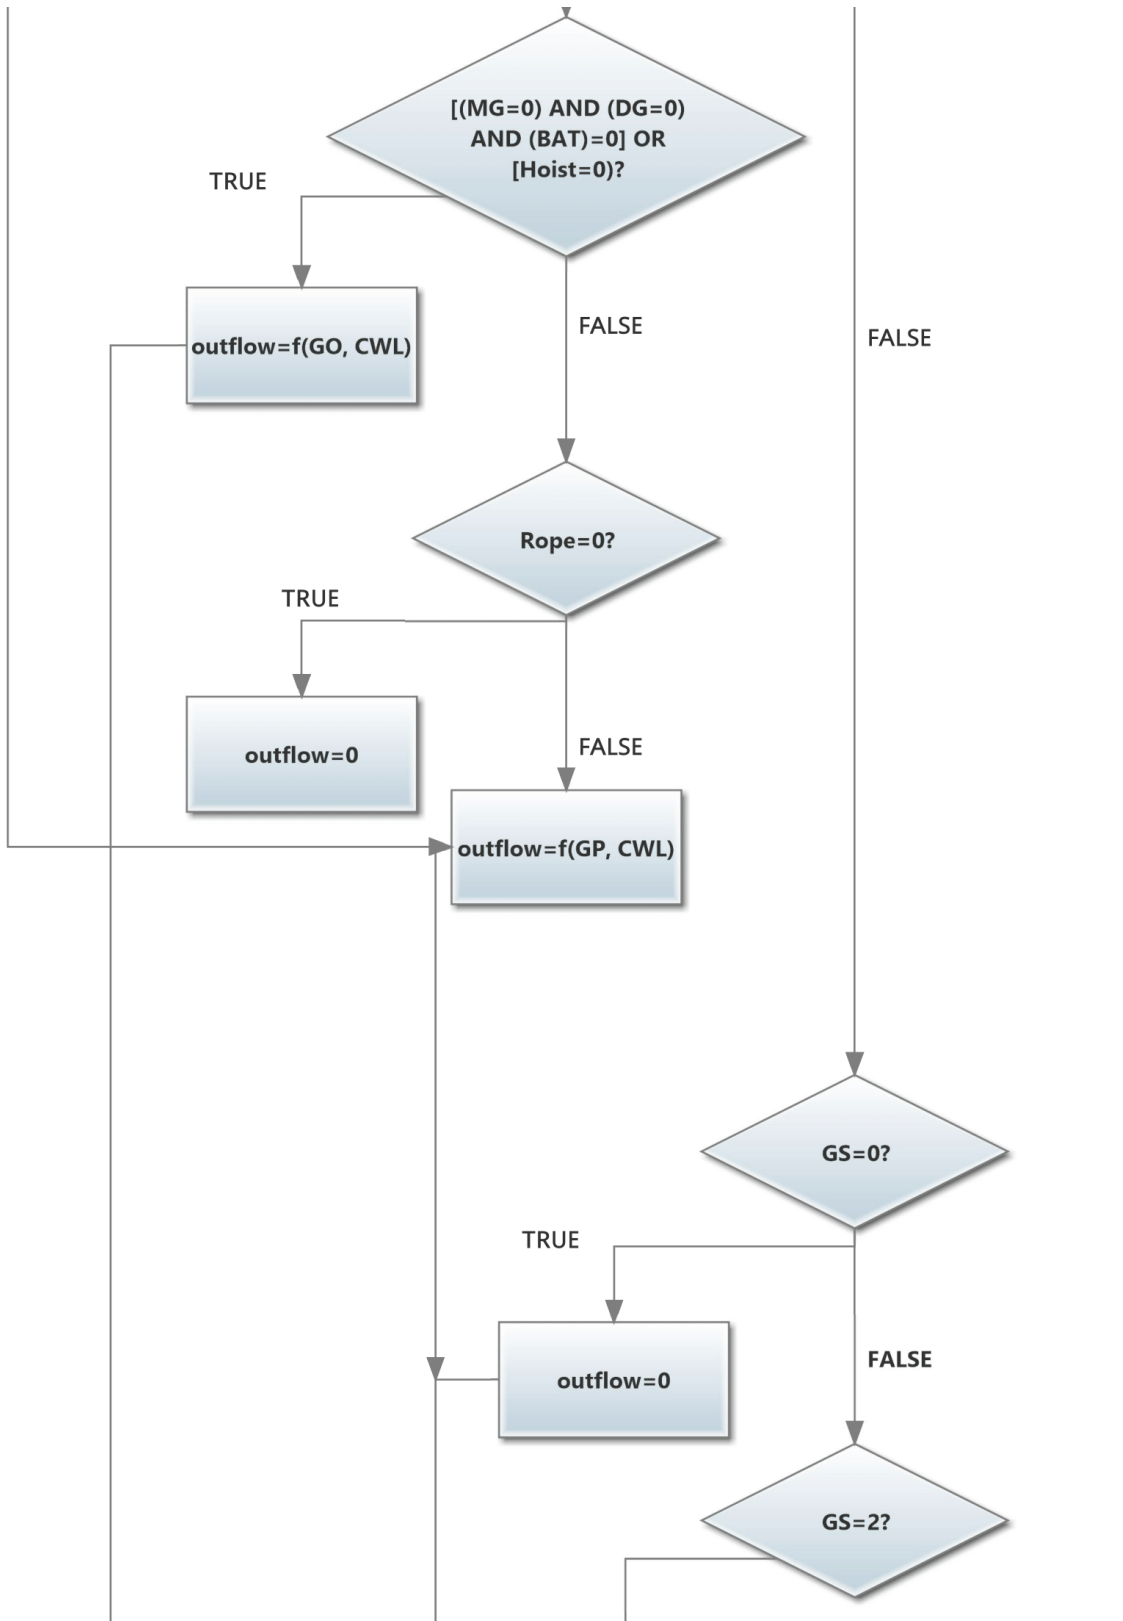 [(MG=0) AND (DG=0)
AND (BAT)=0] OR
[Hoist=0)?
TRUE
outflow=f(GO, CWL)
FALSE
FALSE
Rope=0?
TRUE
outflow=0
FALSE
outflow=f(GP, CWL)
GS=0?
TRUE
outflow=0
FALSE
GS=2?